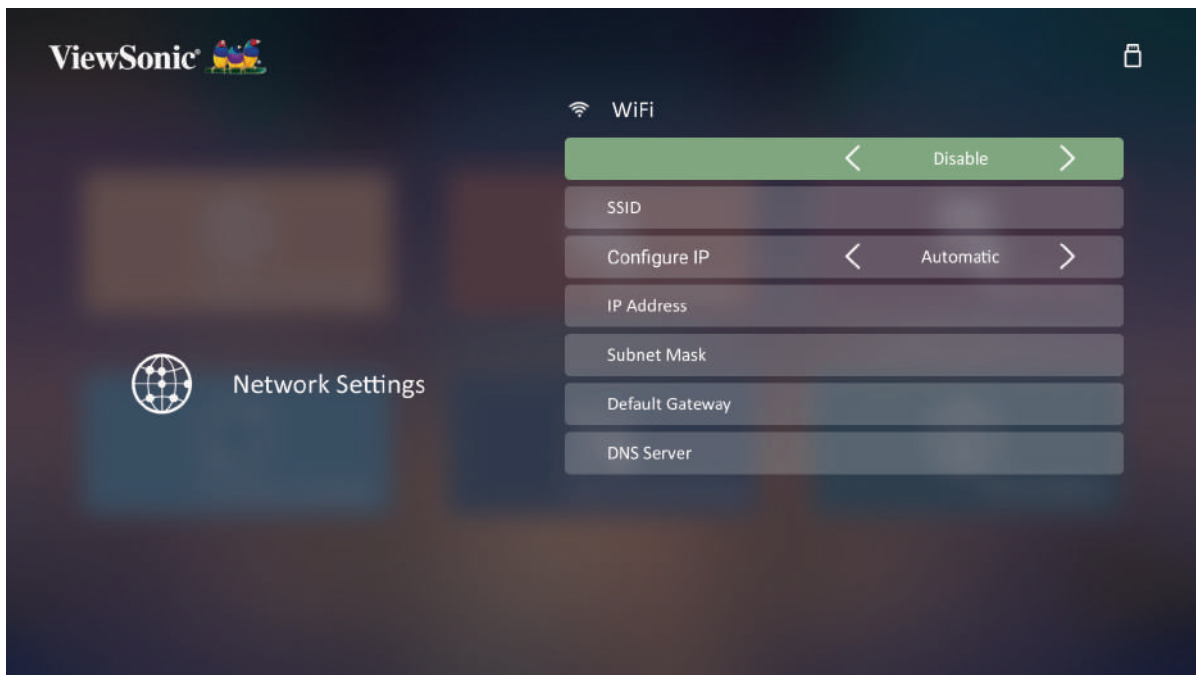 ViewSonic®
WiFi
Disable
SSID
Configure IP Automatic
IP Address
Subnet Mask
Network Settings
Default Gateway
DNS Server